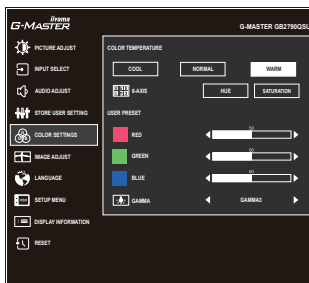 iiyama
G-MASTER
G-MASTER GB2790QSU
PICTURE ADJUST
INPUT SELECT
AUDIO ADJUST
STORE USER SETTING
COLOR SETTINGS
IMAGE ADJUST
LANGUAGE
SETUP MENU
DISPLAY INFORMATION
RESET
COLOR TEMPERATURE
COOL NORMAL WARM
6-AXIS HUE SATURATION
USER PRESET
RED 50
GREEN 50
BLUE 50
GAMMA GAMMA3